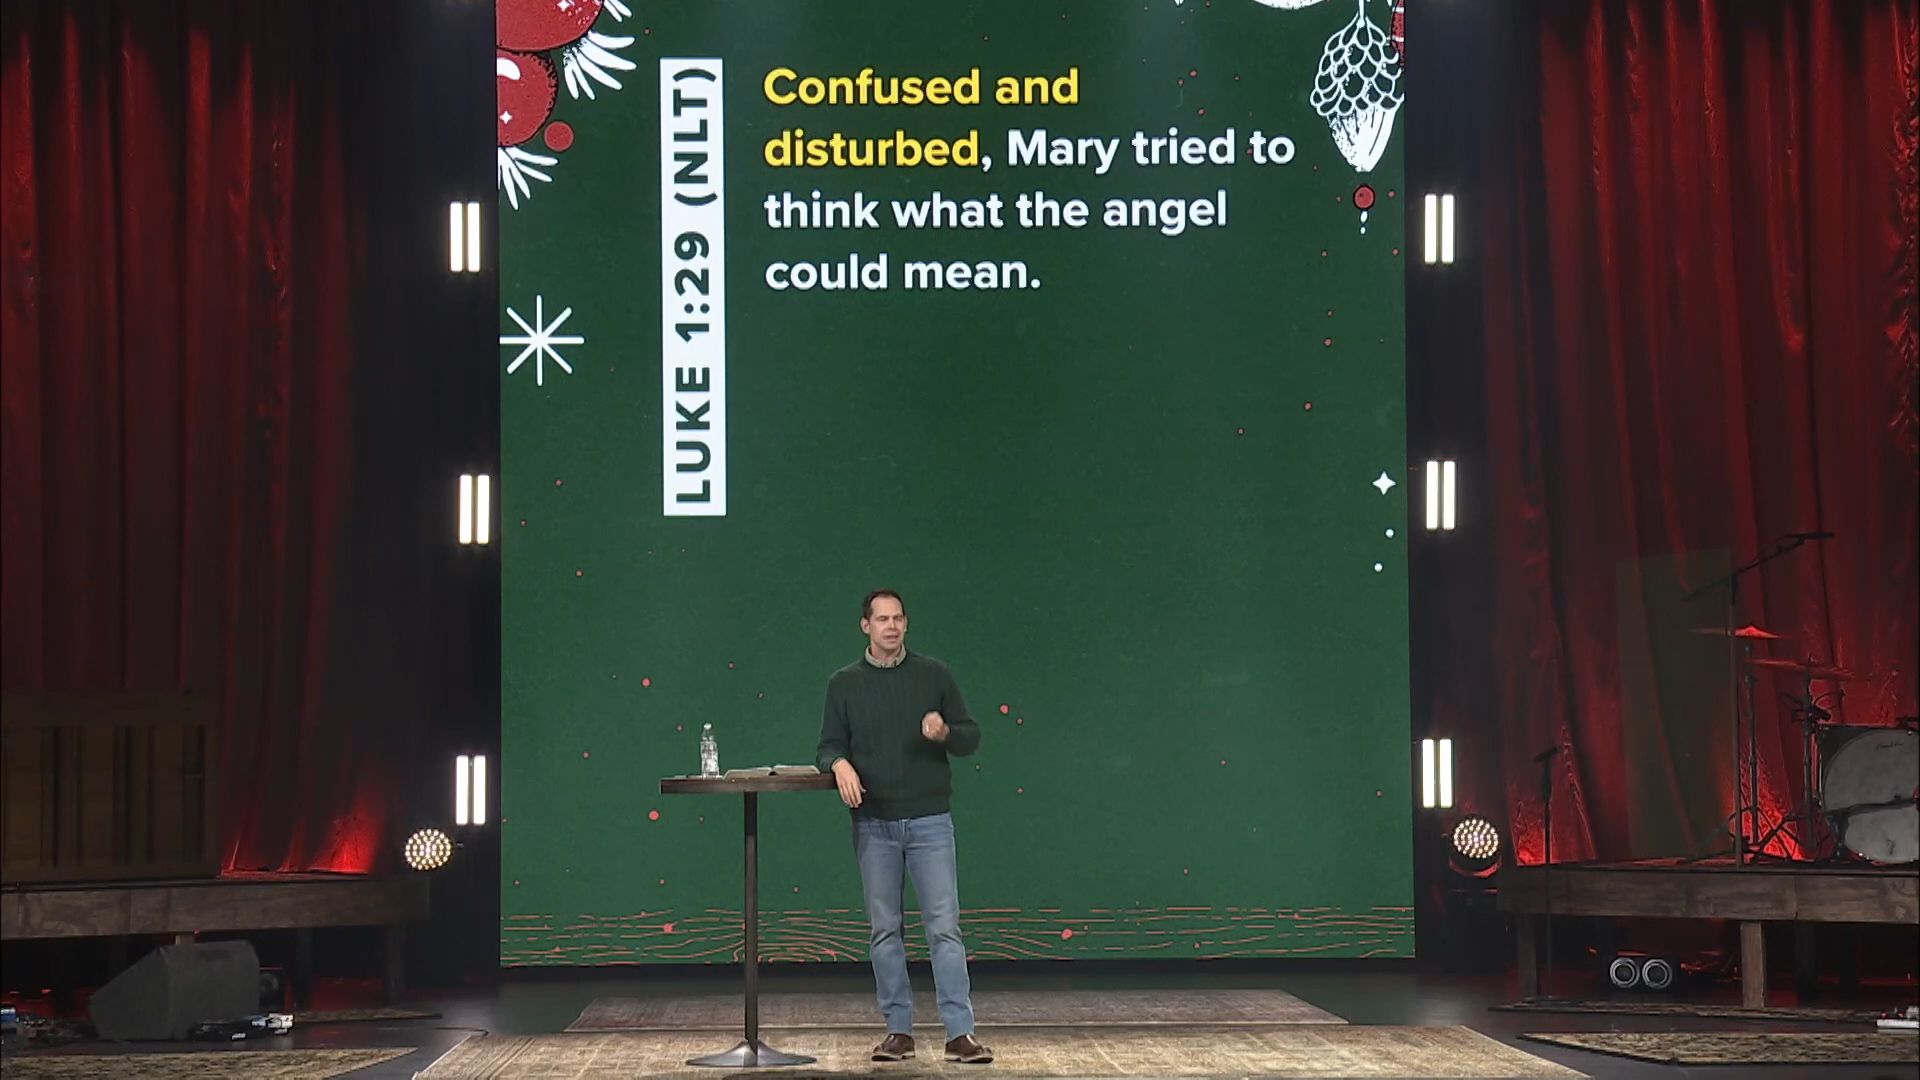 LUKE 1:29 (NLT)
Confused and
disturbed, Mary tried to
think what the angel
could mean.